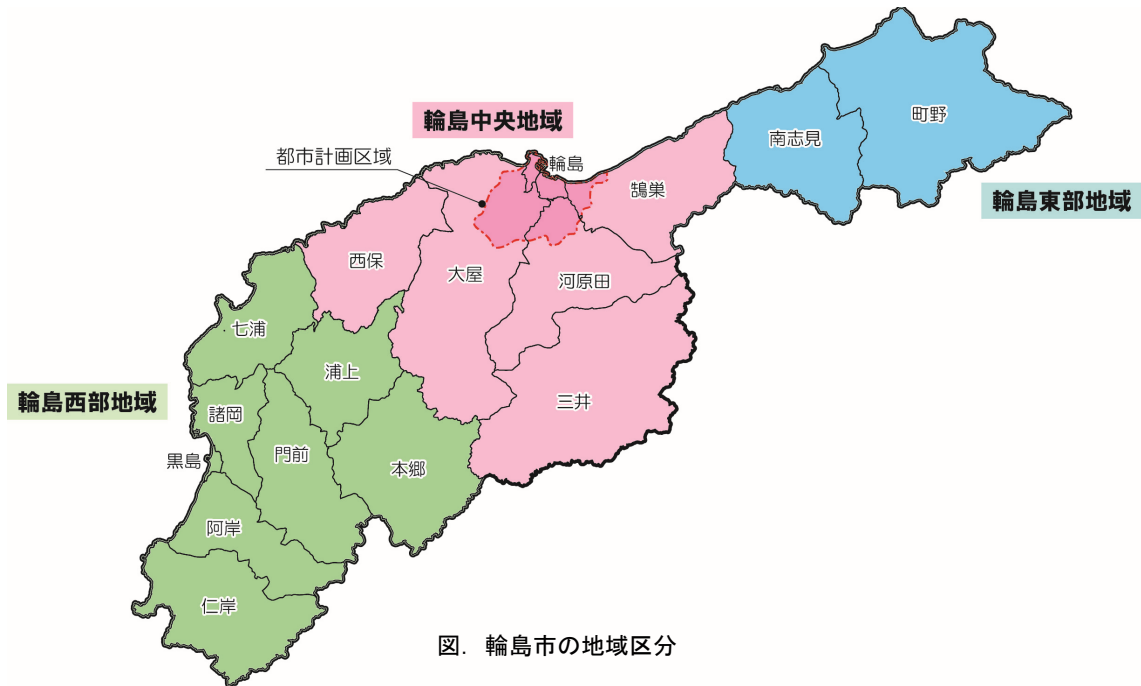 町野
輪島中央地域
南志見
都市計画区域
輪島
鵠巣
輪島東部地域
西保
大屋
河原田
七浦
浦上
輪島西部地域
諸岡
三井
門前
黒島
本郷
阿岸
仁岸
図. 輪島市の地域区分